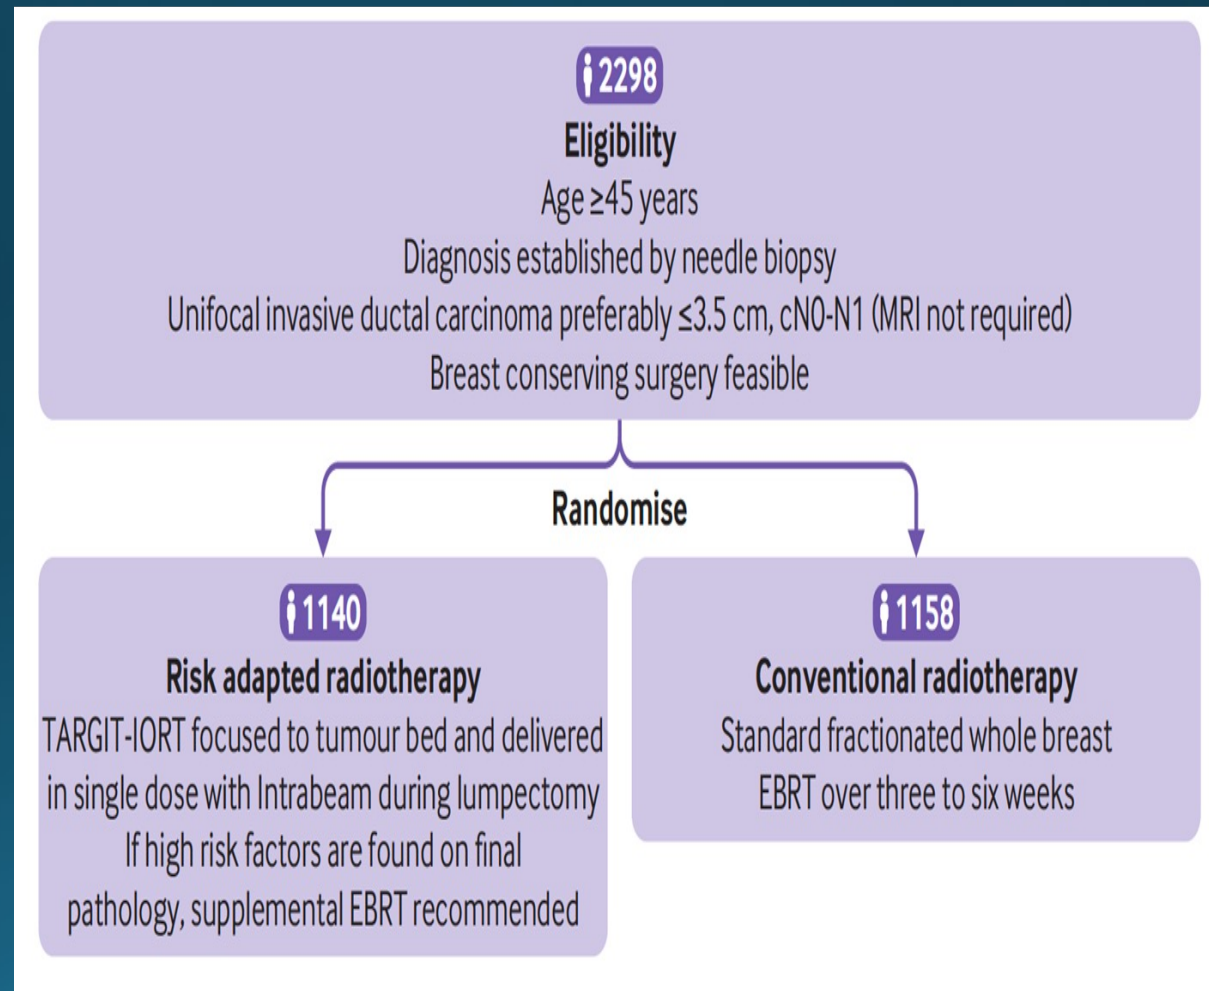 2298
Eligibility
Age ≥45 years
Diagnosis established by needle biopsy
Unifocal invasive ductal carcinoma preferably ≤3.5 cm, cN0-N1 (MRI not required)
Breast conserving surgery feasible
Randomise
1140
Risk adapted radiotherapy
TARGIT-IORT focused to tumour bed and delivered
in single dose with Intrabeam during lumpectomy
If high risk factors are found on final
pathology, supplemental EBRT recommended
1158
Conventional radiotherapy
Standard fractionated whole breast
EBRT over three to six weeks